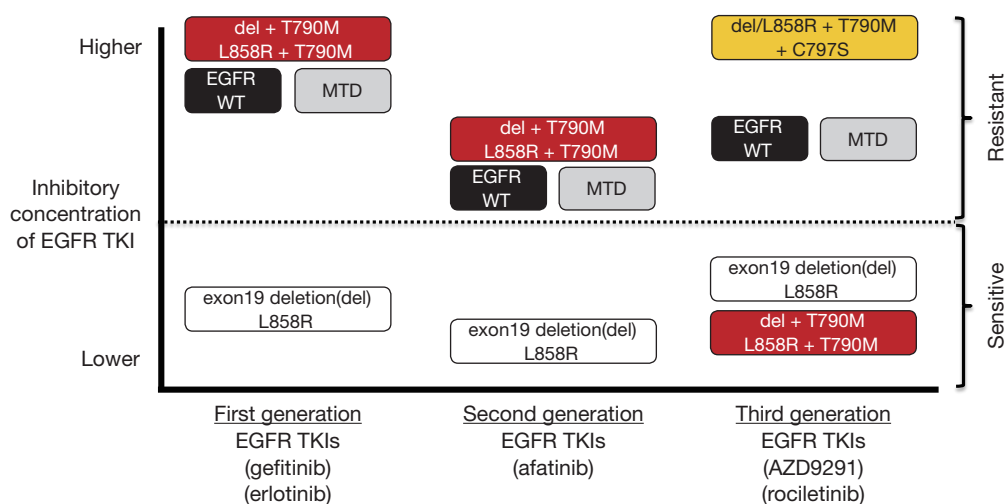 Higher
Inhibitory
concentration
of EGFR TKI
Lower
del + T790M
L858R + T790M
EGFR
WT
MTD
exon19 deletion(del)
L858R
del + T790M
L858R + T790M
EGFR
WT
MTD
exon19 deletion(del)
L858R
del/L858R + T790M
+ C797S
EGFR
WT
MTD
exon19 deletion(del)
L858R
del + T790M
L858R + T790M
Resistant
Sensitive
First generation
EGFR TKIs
(gefitinib)
(erlotinib)
Second generation
EGFR TKIs
(afatinib)
Third generation
EGFR TKIs
(AZD9291)
(rociletinib)